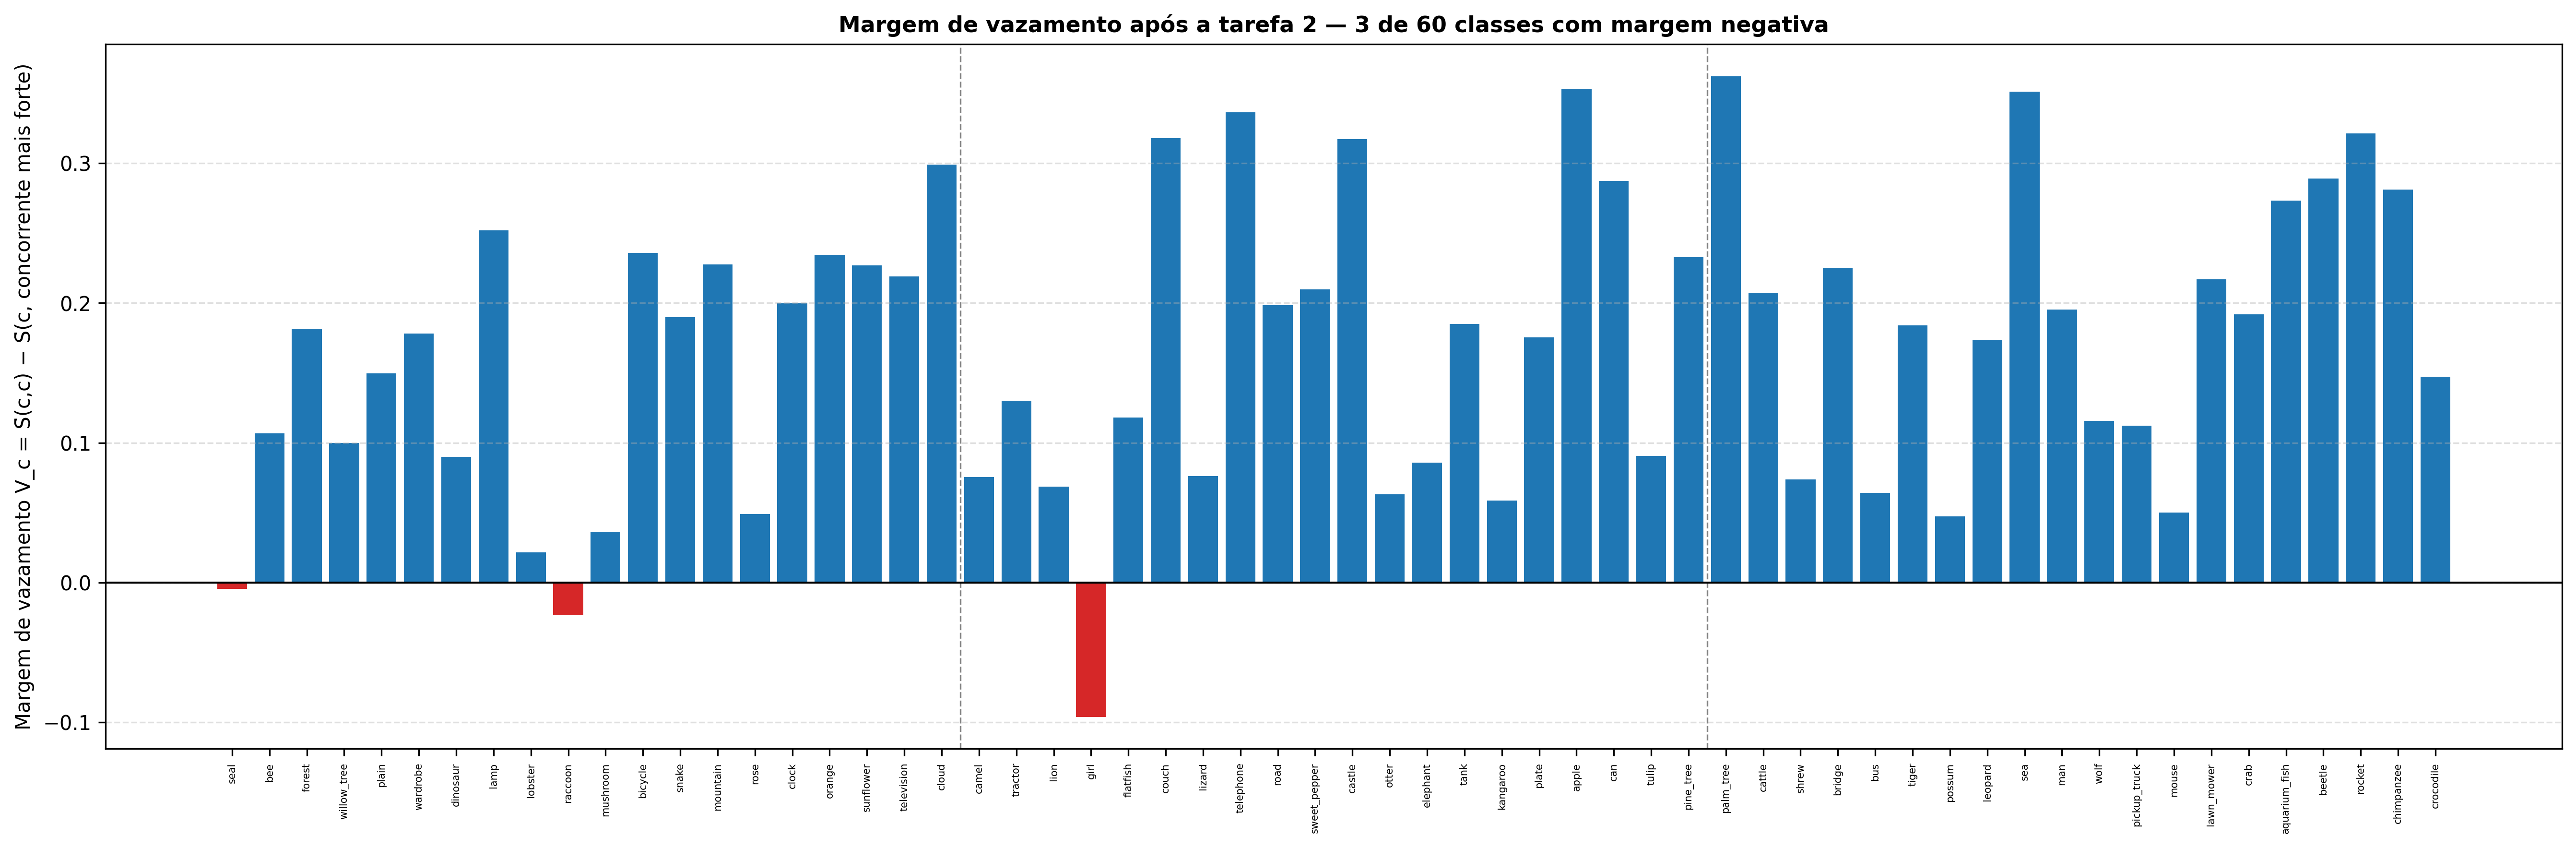 Margem de vazamento após a tarefa 2 — 3 de 60 classes com margem negativa
Margem de vazamento V_c = S(c,c) − S(c, concorrente mais forte)
0.3
0.2
0.1
0.0
−0.1
seal
bee
forest
willow_tree
plain
wardrobe
dinosaur
lamp
lobster
raccoon
mushroom
bicycle
snake
mountain
rose
clock
orange
sunflower
television
cloud
camel
tractor
lion
girl
flatfish
couch
lizard
telephone
road
sweet_pepper
castle
otter
elephant
tank
kangaroo
plate
apple
can
tulip
pine_tree
palm_tree
cattle
shrew
bridge
bus
tiger
possum
leopard
sea
man
wolf
pickup_truck
mouse
lawn_mower
crab
aquarium_fish
beetle
rocket
chimpanzee
crocodile